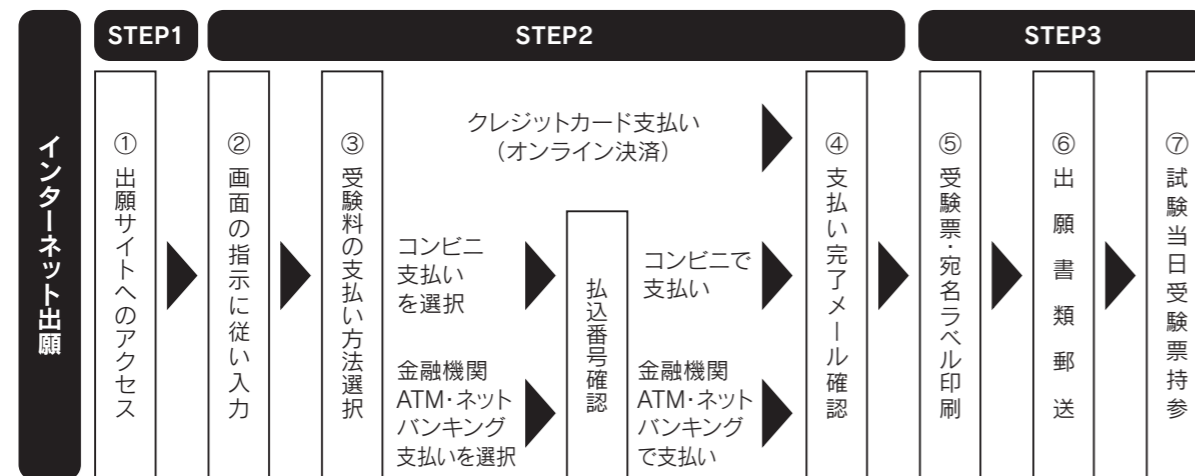 インターネット出願
STEP1
STEP2
STEP3
① 出願サイトへのアクセス
② 画面の指示に従い入力
③ 受験料の支払い方法選択
クレジットカード支払い
（オンライン決済）
コンビニ
支払い
を選択
金融機関
ATM・ネット
バンキング
支払いを選択
払込番号確認
コンビニで
支払い
金融機関
ATM・ネット
バンキング
で支払い
④ 支払い完了メール確認
⑤ 受験票・宛名ラベル印刷
⑥ 出願書類郵送
⑦ 試験当日受験票持参